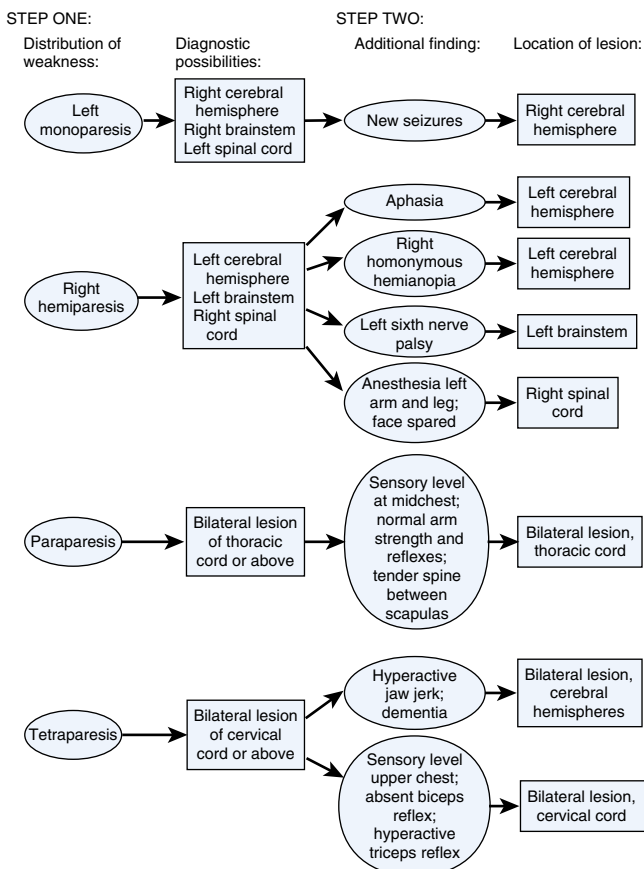 STEP ONE:
STEP TWO:
Distribution of
weakness:
Diagnostic
possibilities:
Additional finding:
Location of lesion:
Left
monoparesis
Right cerebral
hemisphere
Right brainstem
Left spinal cord
New seizures
Right cerebral
hemisphere
Right
hemiparesis
Left cerebral
hemisphere
Left brainstem
Right spinal
cord
Aphasia
Left cerebral
hemisphere
Right
homonymous
hemianopia
Left cerebral
hemisphere
Left sixth nerve
palsy
Left brainstem
Anesthesia left
arm and leg;
face spared
Right spinal
cord
Paraparesis
Bilateral lesion
of thoracic
cord or above
Sensory level
at midchest;
normal arm
strength and
reflexes;
tender spine
between
scapulas
Bilateral lesion,
thoracic cord
Tetraparesis
Bilateral lesion
of cervical
cord or above
Hyperactive
jaw jerk;
dementia
Bilateral lesion,
cerebral
hemispheres
Sensory level
upper chest;
absent biceps
reflex;
hyperactive
triceps reflex
Bilateral lesion,
cervical cord